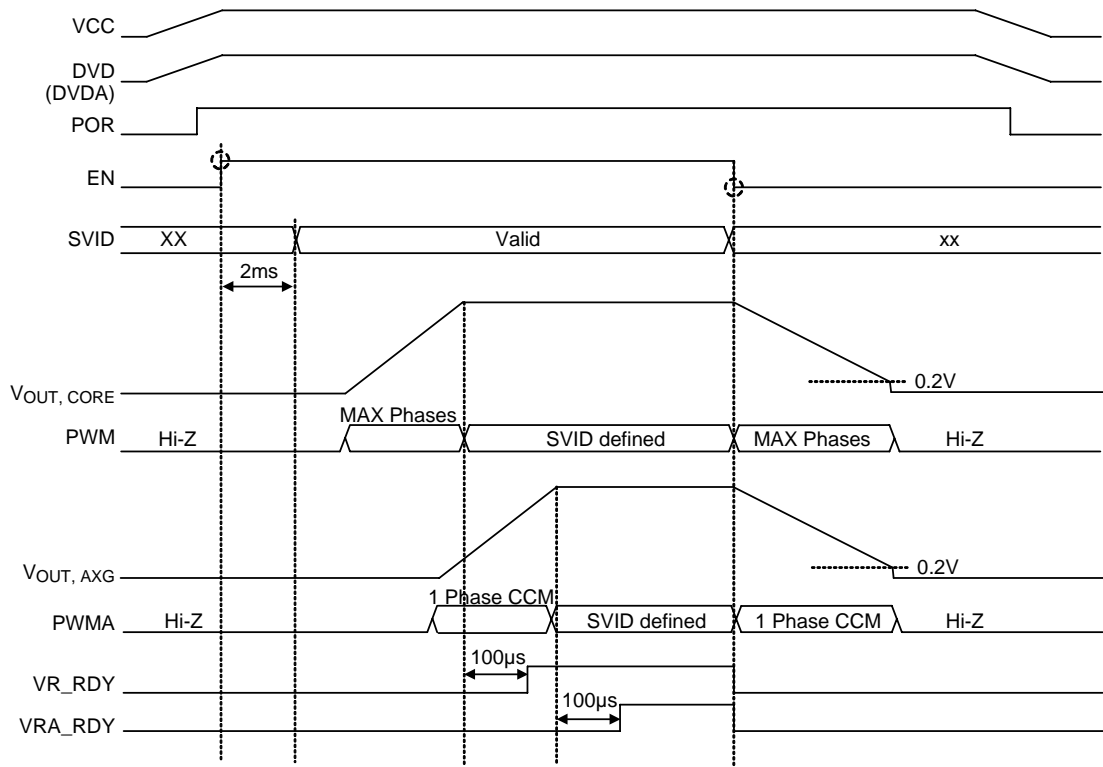 VCC
DVD
(DVDA)
POR
EN
SVID XX Valid xx
2ms
0.2V
VOUT, CORE
MAX Phases
PWM Hi-Z SVID defined MAX Phases Hi-Z
0.2V
VOUT, AXG
1 Phase CCM
PWMA Hi-Z SVID defined 1 Phase CCM Hi-Z
100µs
VR_RDY
100µs
VRA_RDY